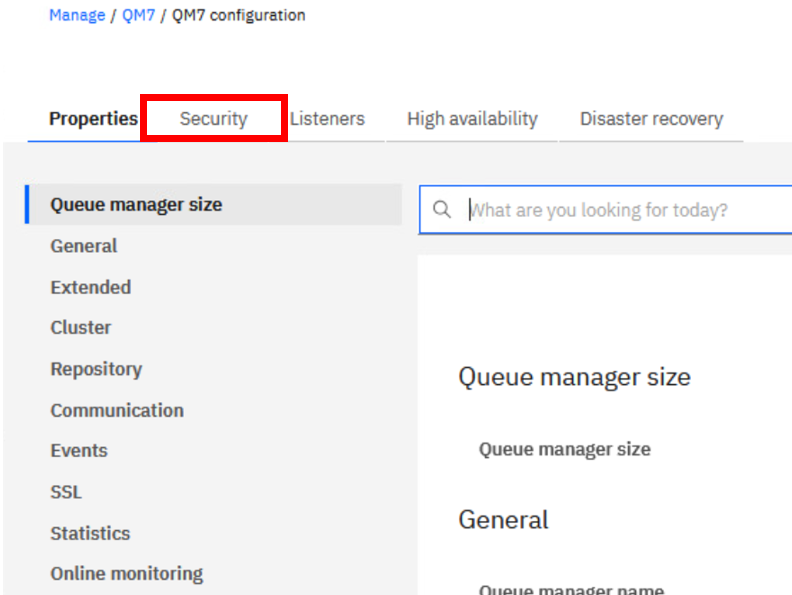 Manage / QM7 / QM7 configuration
Properties Security Listeners High availability Disaster recovery
Queue manager size
General
Extended
Cluster
Repository
Communication
Events
SSL
Statistics
Online monitoring
What are you looking for today?
Queue manager size
Queue manager size
General
Queue manager name